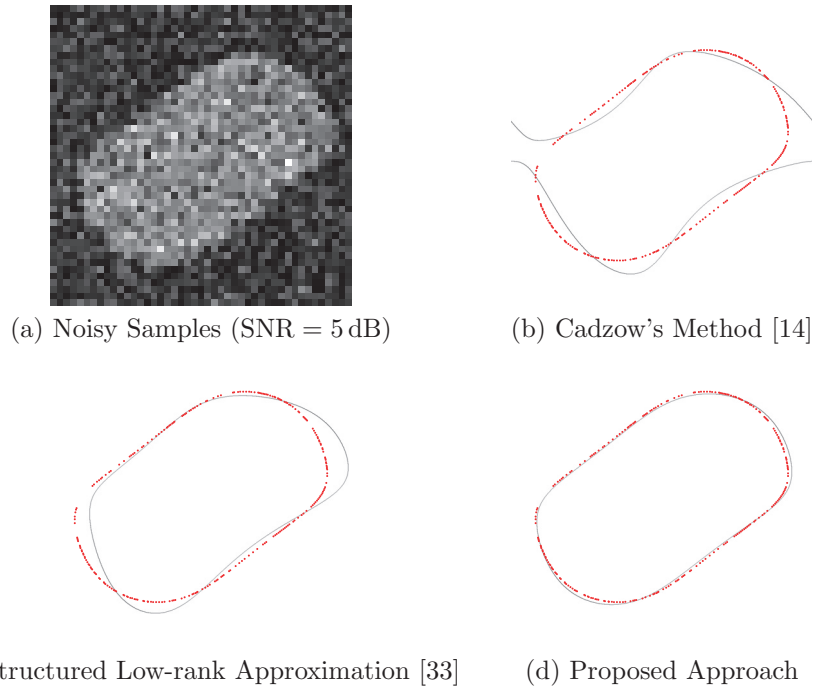 (a) Noisy Samples (SNR = 5 dB)
(b) Cadzow's Method [14]
tructured Low-rank Approximation [33]
(d) Proposed Approach